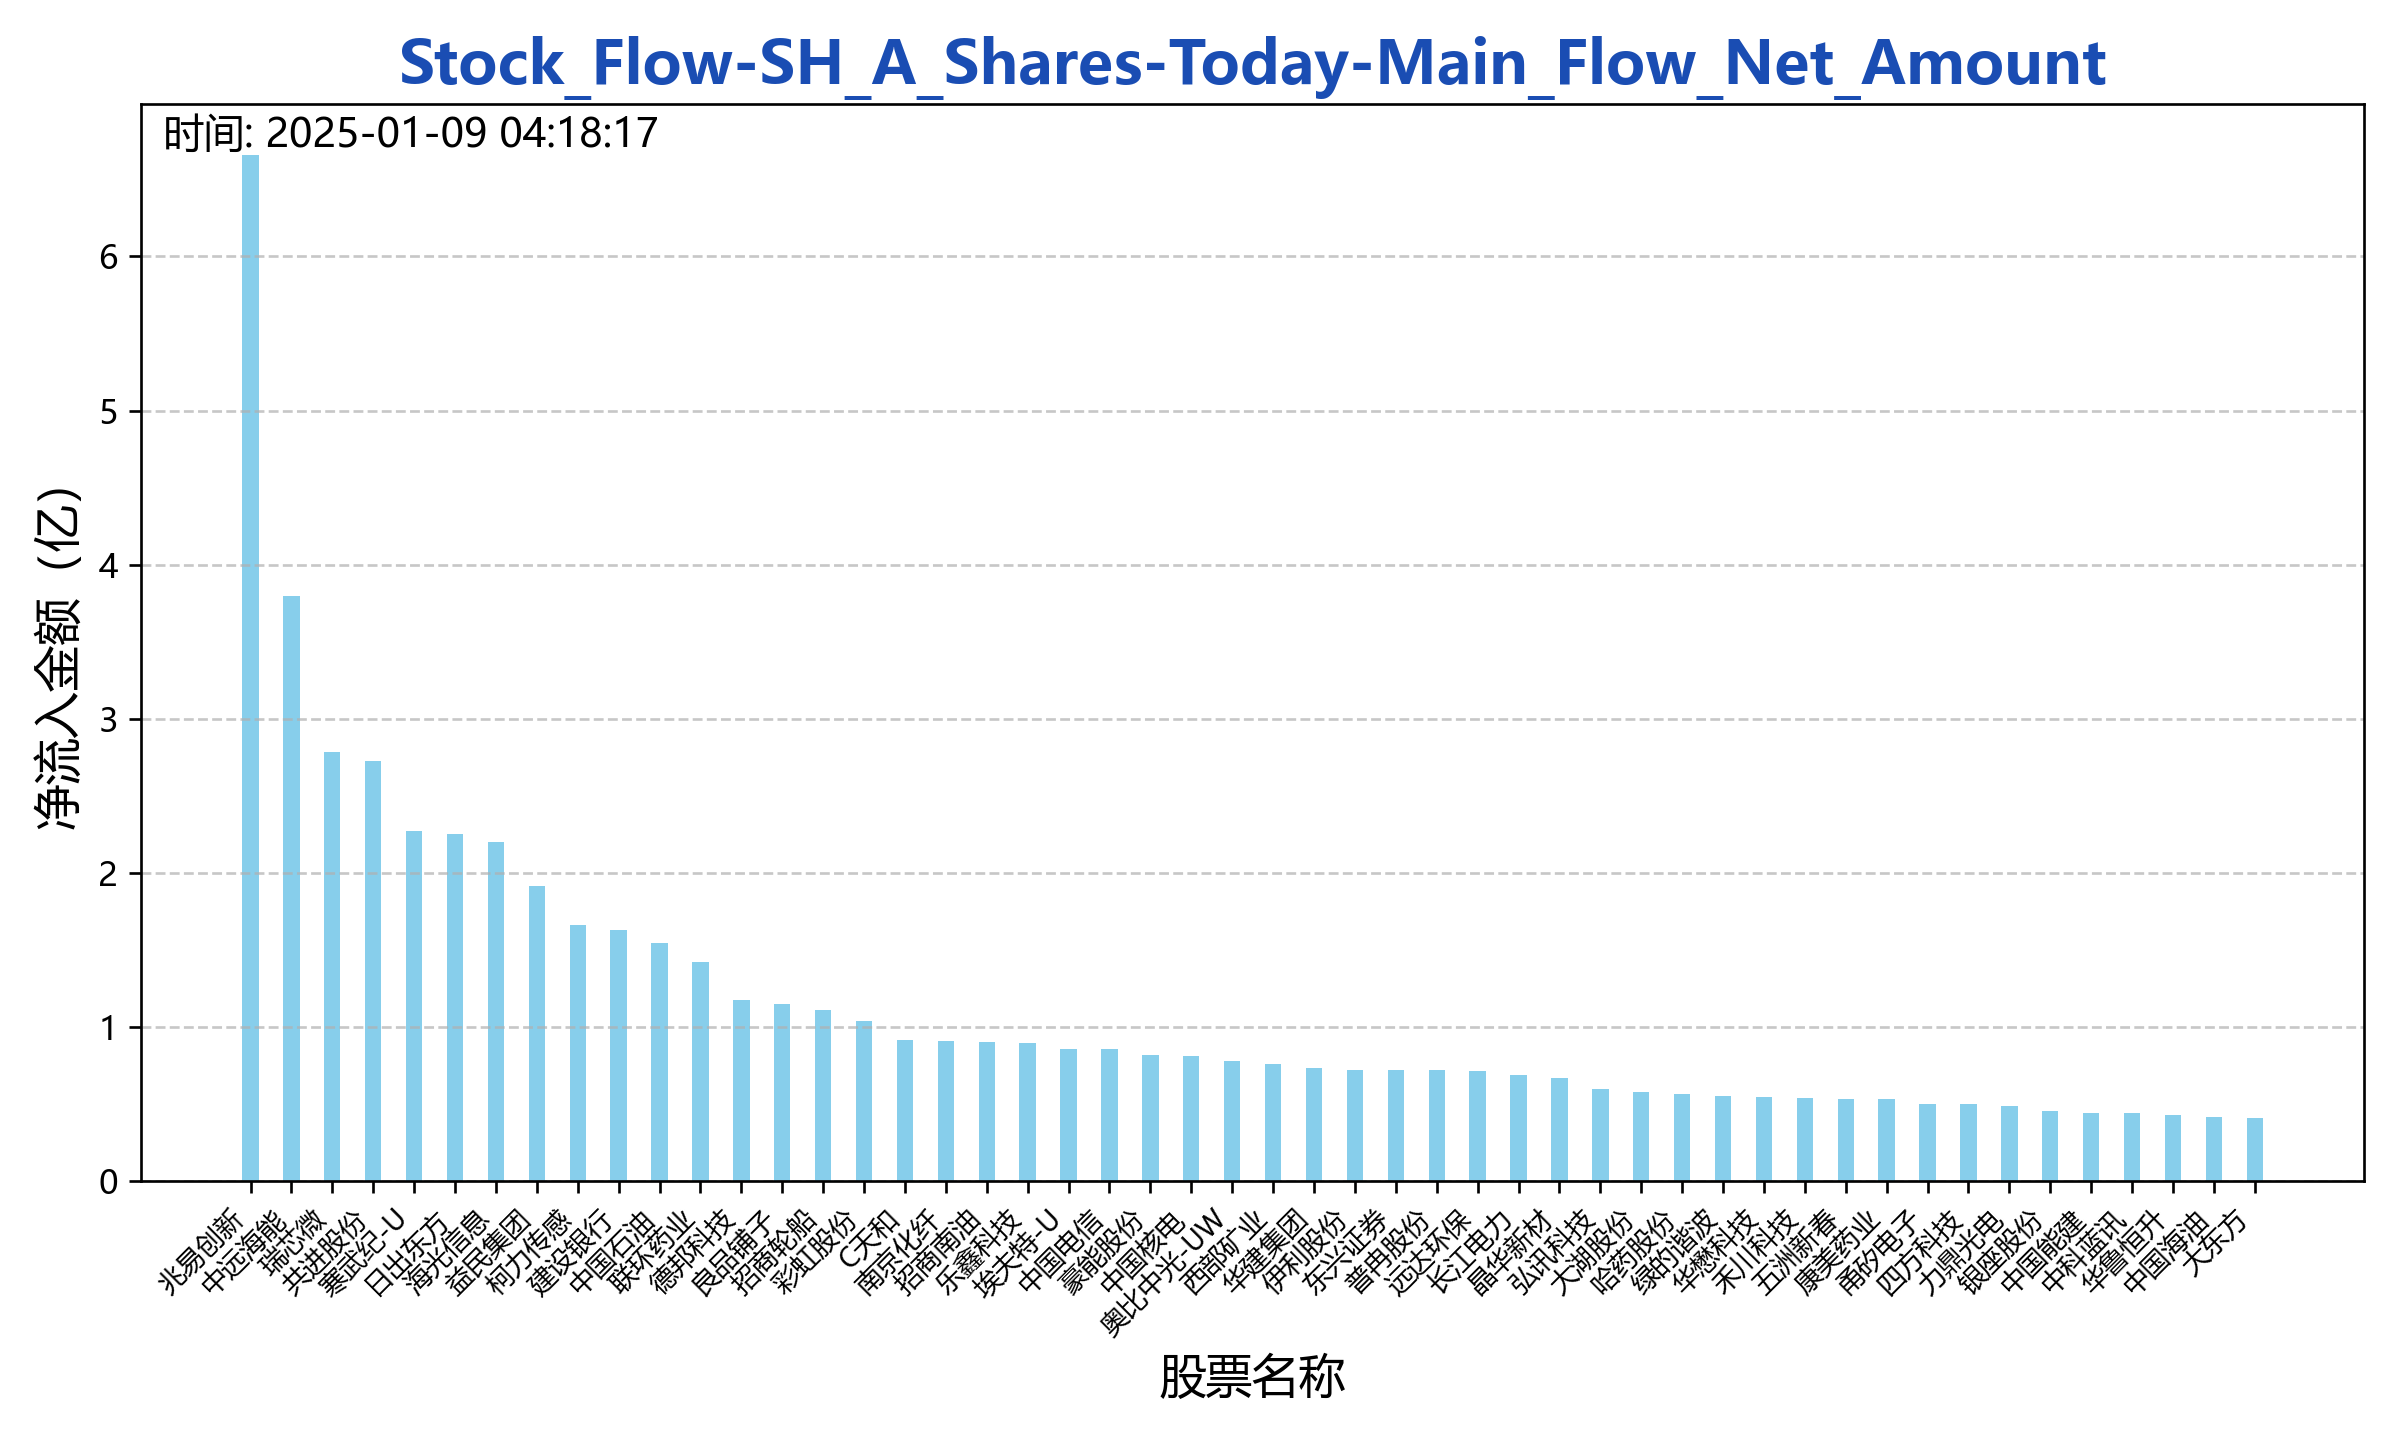 Stock_Flow-SH_A_Shares-Today-Main_Flow_Net_Amount
时间: 2025-01-09 04:18:17
净流入金额 (亿)
6
5
4
3
2
1
0
兆易创新
中远海能
瑞芯微
共进股份
寒武纪-U
日出东方
海光信息
益民集团
柯力传感
建设银行
中国石油
联环药业
德邦科技
良品铺子
招商轮船
彩虹股份
C天和
南京化纤
招商南油
乐鑫科技
埃夫特-U
中国电信
豪能股份
中国核电
奥比中光-UW
西部矿业
华建集团
伊利股份
东兴证券
普冉股份
远达环保
长江电力
晶华新材
弘讯科技
大湖股份
哈药股份
绿的谐波
华懋科技
禾川科技
五洲新春
康美药业
甬矽电子
四方科技
力鼎光电
银座股份
中国能建
中科蓝讯
华鲁恒升
中国海油
大东方
股票名称